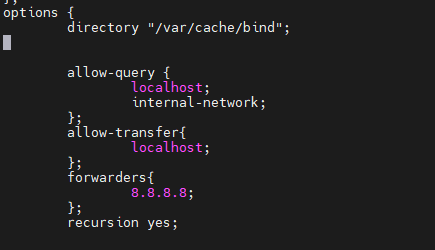 };
options {
directory "/var/cache/bind";
allow-query {
localhost;
internal-network;
};
allow-transfer{
localhost;
};
forwarders{
8.8.8.8;
};
recursion yes;